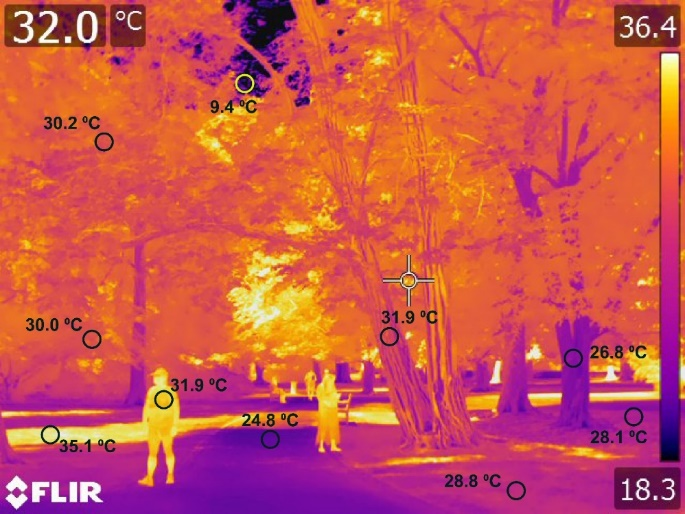 32.0 °C
36.4
9.4 ºC
30.2 ºC
31.9 ºC
30.0 ºC
26.8 ºC
31.9 ºC
24.8 ºC
28.1 ºC
35.1 ºC
28.8 ºC
FLIR
18.3